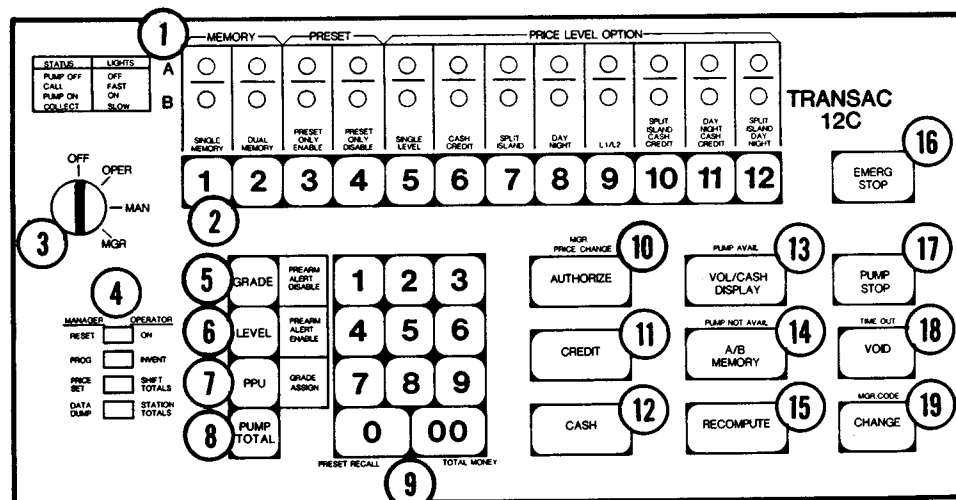 1
MEMORY PRESET PRICE LEVEL OPTION
STATUS LIGHTS
PUMP OFF OFF
CALL FAST
PUMP ON ON
COLLECT SLOW
A
B
SINGLE MEMORY
DUAL MEMORY
PRESET ONLY ENABLE
PRESET ONLY DISABLE
SINGLE LEVEL
CASH CREDIT
SPLIT ISLAND
DAY NIGHT
L1/L2
SPLIT ISLAND CASH CREDIT
DAY NIGHT CASH CREDIT
SPLIT ISLAND DAY NIGHT
TRANSAC
12C
1 2 3 4 5 6 7 8 9 10 11 12
2
16
EMERG
STOP
OFF
OPER
MAN
MGR
3
4
MANAGER OPERATOR
RESET ON
PROG INVENT
PRICE SET SHIFT TOTALS
DATA DUMP STATION TOTALS
5
GRADE
PREARM ALERT DISABLE
6
LEVEL
PREARM ALERT ENABLE
7
PPU
GRADE ASSIGN
8
PUMP
TOTAL
1 2 3
4 5 6
7 8 9
0 00
PRESET RECALL TOTAL MONEY
9
MGR
PRICE CHANGE
10
AUTHORIZE
11
CREDIT
12
CASH
PUMP AVAIL
13
VOL/CASH
DISPLAY
PUMP NOT AVAIL
14
A/B
MEMORY
15
RECOMPUTE
17
PUMP
STOP
TIME OUT
18
VOID
MGR.CODE
19
CHANGE